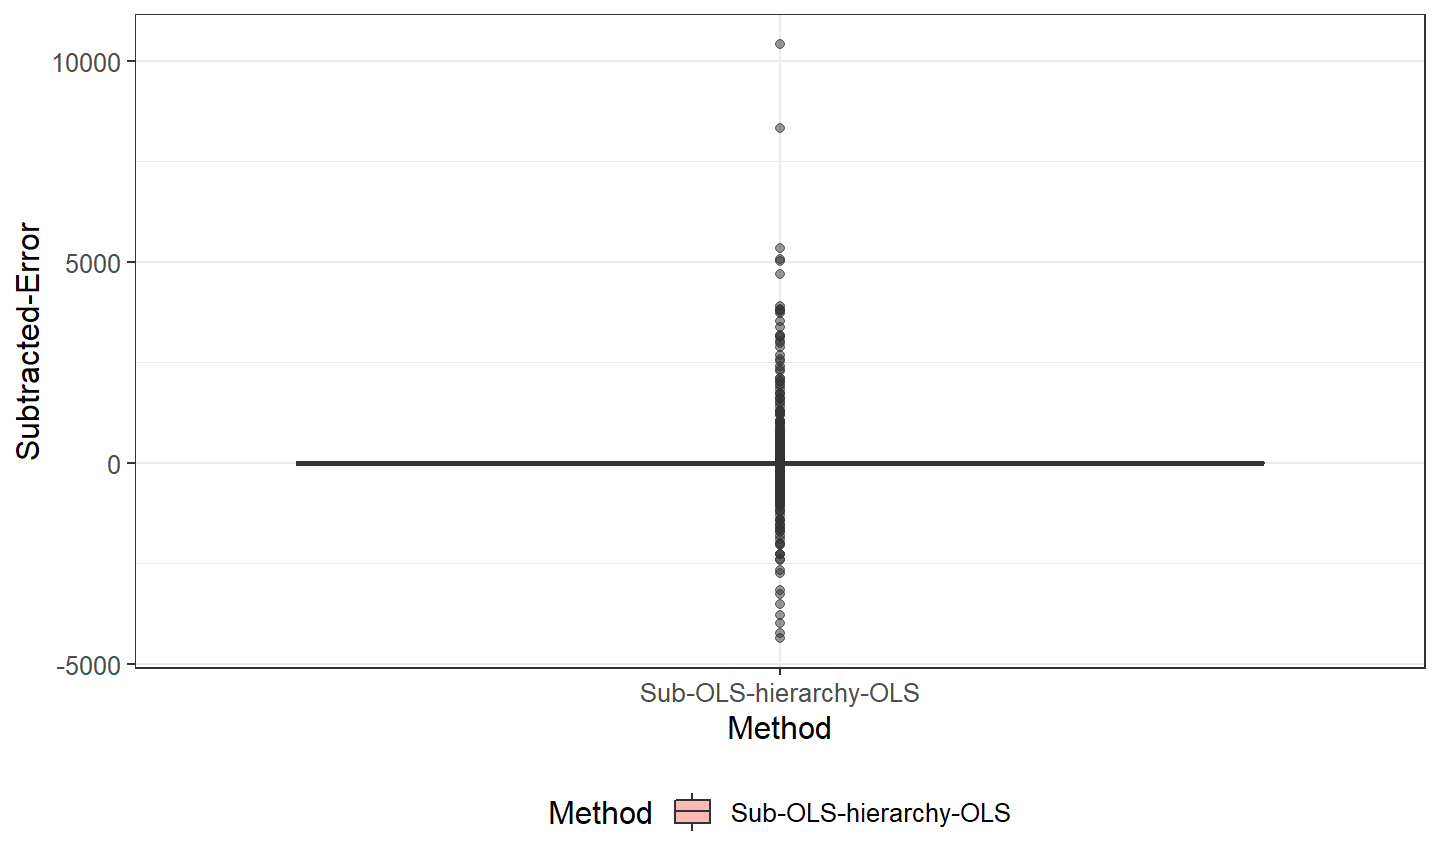 Subtracted-Error
10000
5000
0
-5000
Sub-OLS-hierarchy-OLS
Method
Method Sub-OLS-hierarchy-OLS